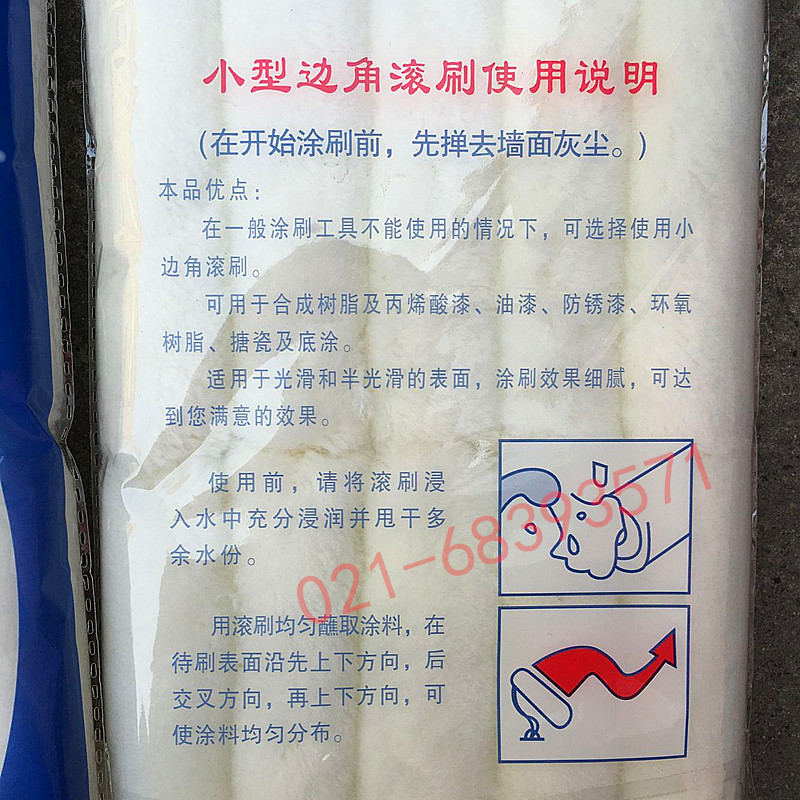 小型边角滚刷使用说明
(在开始涂刷前，先掸去墙面灰尘。)
本品优点：
在一般涂刷工具不能使用的情况下，可选择使用小
边角滚刷。
可用于合成树脂及丙烯酸漆、油漆、防锈漆、环氧
树脂、搪瓷及底涂。
适用于光滑和半光滑的表面，涂刷效果细腻，可达
到您满意的效果。
使用前，请将滚刷浸
入水中充分浸润并甩干多
余水份。
021-68393571
用滚刷均匀蘸取涂料，在
待刷表面沿先上下方向，后
交叉方向，再上下方向，可
使涂料均匀分布。